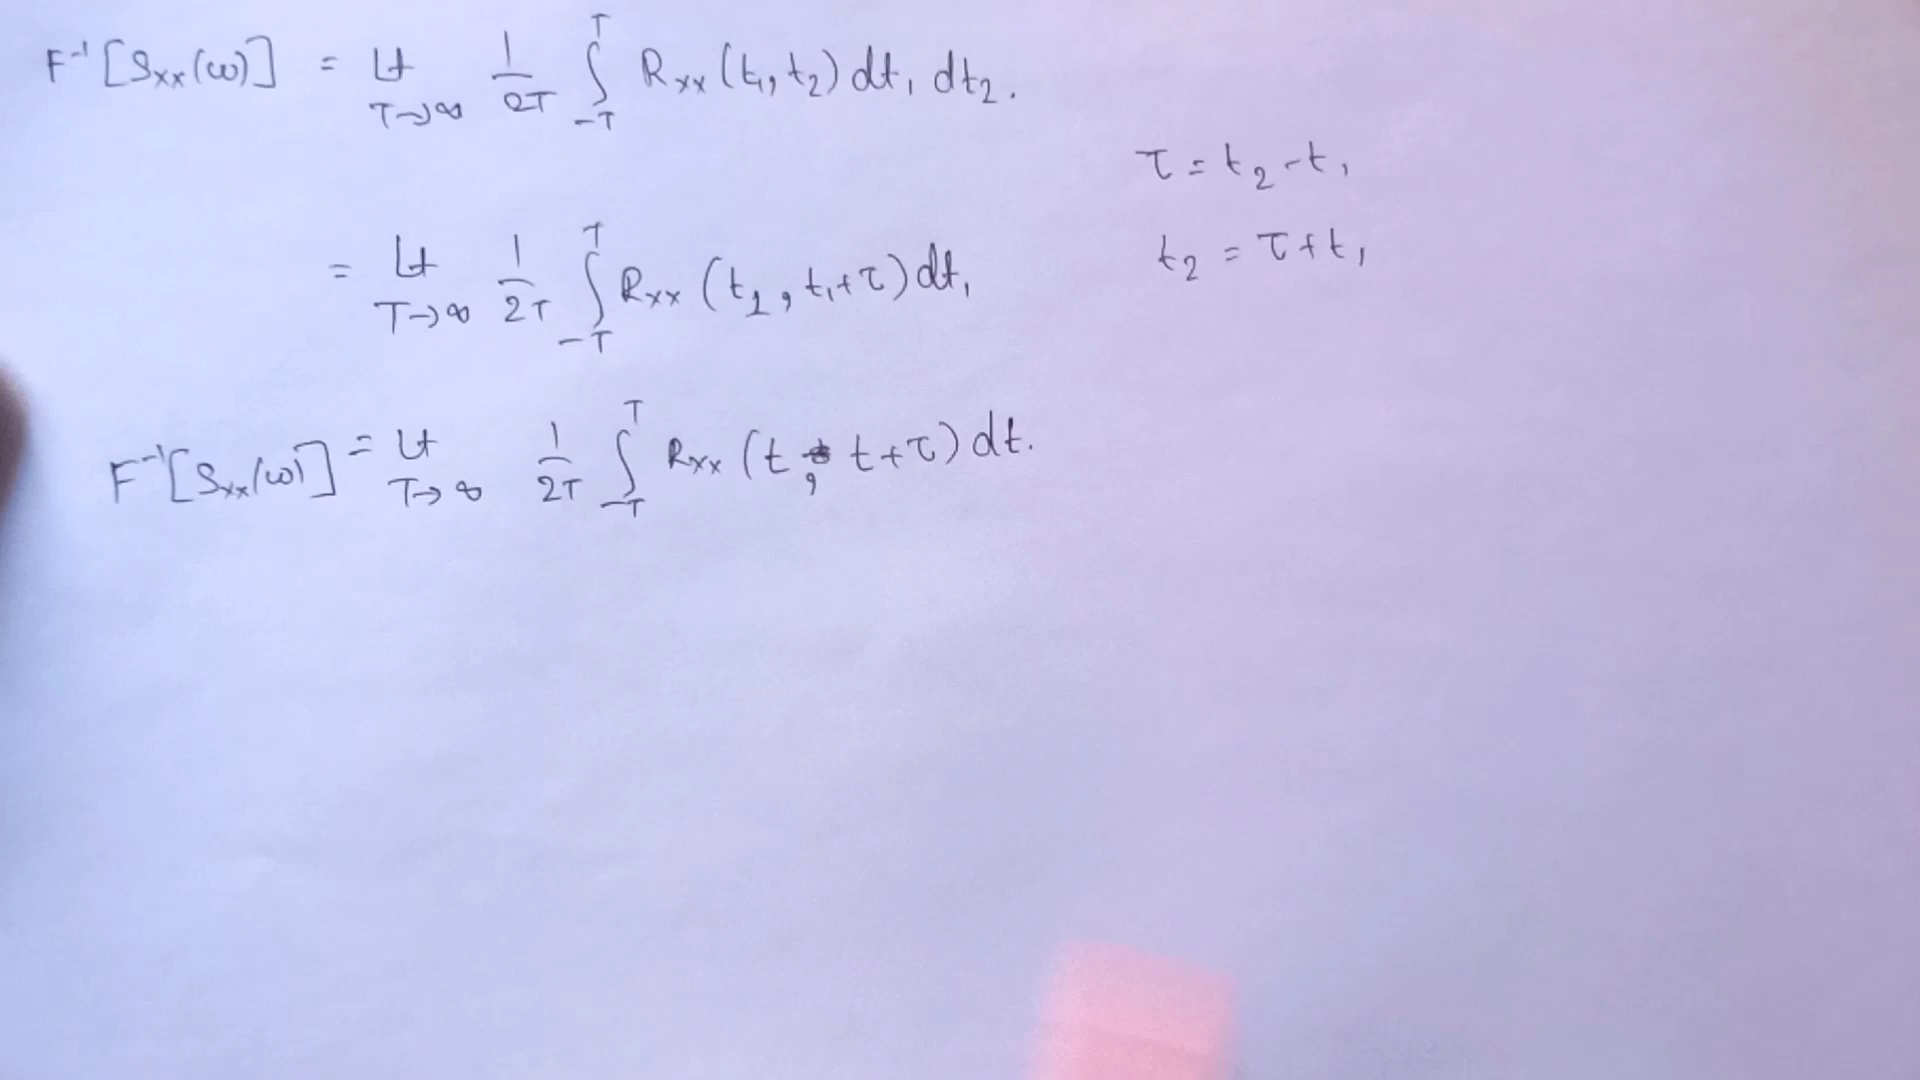 F⁻¹[Sxx(ω)] = Lt T→∞ 1/2T ∫_{-T}^{T} Rxx(t₁, t₂) dt₁ dt₂.
τ = t₂ - t₁
t₂ = τ + t₁
= Lt T→∞ 1/2T ∫_{-T}^{T} Rxx(t₁, t₁+τ) dt₁
F⁻¹[Sxx(ω)] = Lt T→∞ 1/2T ∫_{-T}^{T} Rxx(t, t+τ) dt.